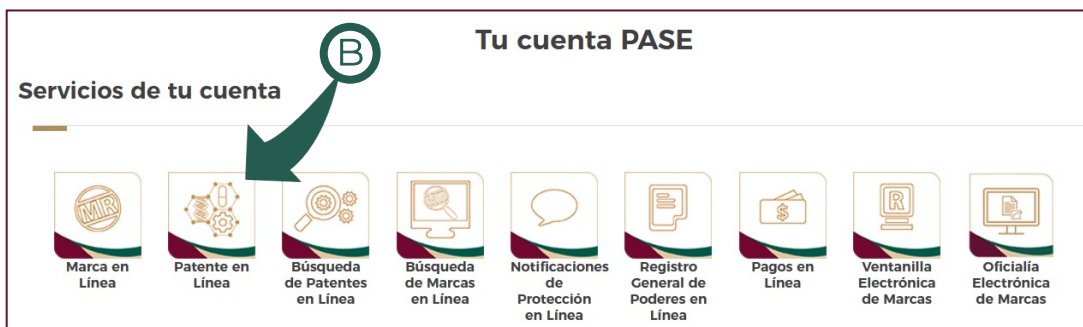 Tu cuenta PASE
B
Servicios de tu cuenta
MR
$
R
Marca en
Línea
Patente en
Línea
Búsqueda
de Patentes
en Línea
Búsqueda
de Marcas
en Línea
Notificaciones
de
Protección
en Línea
Registro
General de
Poderes en
Línea
Pagos en
Línea
Ventanilla
Electrónica
de Marcas
Oficialía
Electrónica
de Marcas